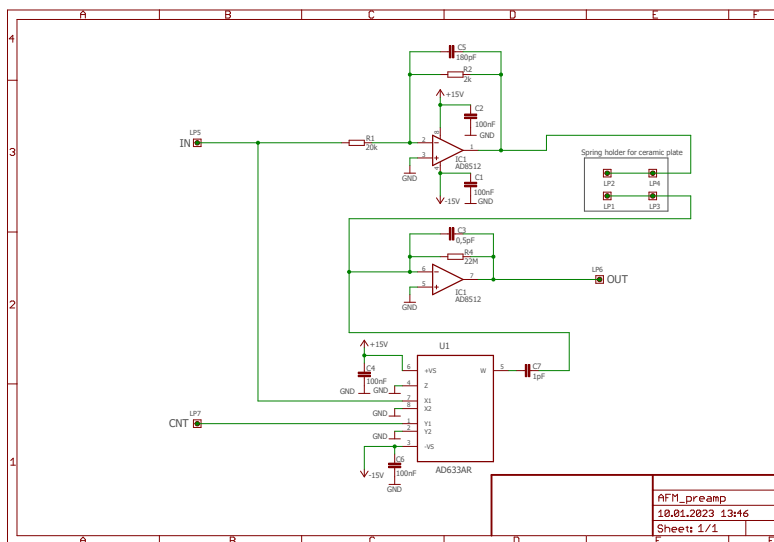 A B C D E F
4
C5
180pF
R2
2k
+15V
C2
100nF
GND
LP5
IN
R1
20k
8
2
3
1
4
IC1
AD8512
GND
C1
100nF
GND
-15V
3
Spring holder for ceramic plate
LP2 LP4
LP1 LP3
C3
0,5pF
R4
22M
6
5
7
IC1
AD8512
GND
LP6
OUT
2
+15V
C4
100nF
GND
U1
6 +VS
4 Z
GND
7 X1
8 X2
GND
1 Y1
2 Y2
GND
3 -VS
W 5
C7
1pF
AD633AR
LP7
CNT
C6
100nF
-15V
GND
1
AFM_preamp
10.01.2023 13:46
Sheet: 1/1
A B C D E F